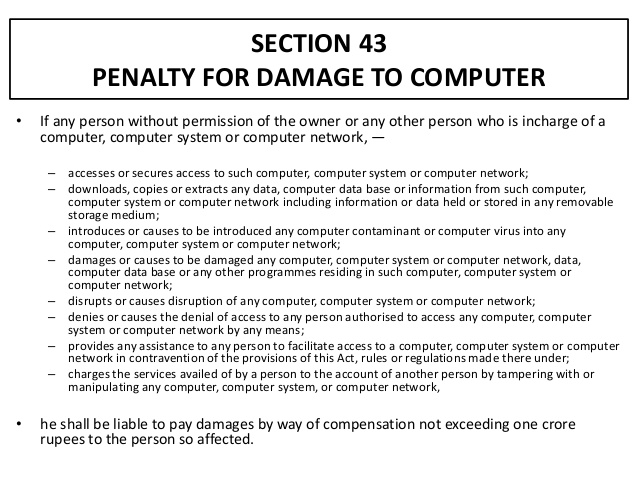 SECTION 43
PENALTY FOR DAMAGE TO COMPUTER
• If any person without permission of the owner or any other person who is incharge of a
computer, computer system or computer network, —
– accesses or secures access to such computer, computer system or computer network;
– downloads, copies or extracts any data, computer data base or information from such computer,
computer system or computer network including information or data held or stored in any removable
storage medium;
– introduces or causes to be introduced any computer contaminant or computer virus into any
computer, computer system or computer network;
– damages or causes to be damaged any computer, computer system or computer network, data,
computer data base or any other programmes residing in such computer, computer system or
computer network;
– disrupts or causes disruption of any computer, computer system or computer network;
– denies or causes the denial of access to any person authorised to access any computer, computer
system or computer network by any means;
– provides any assistance to any person to facilitate access to a computer, computer system or computer
network in contravention of the provisions of this Act, rules or regulations made there under;
– charges the services availed of by a person to the account of another person by tampering with or
manipulating any computer, computer system, or computer network,
• he shall be liable to pay damages by way of compensation not exceeding one crore
rupees to the person so affected.